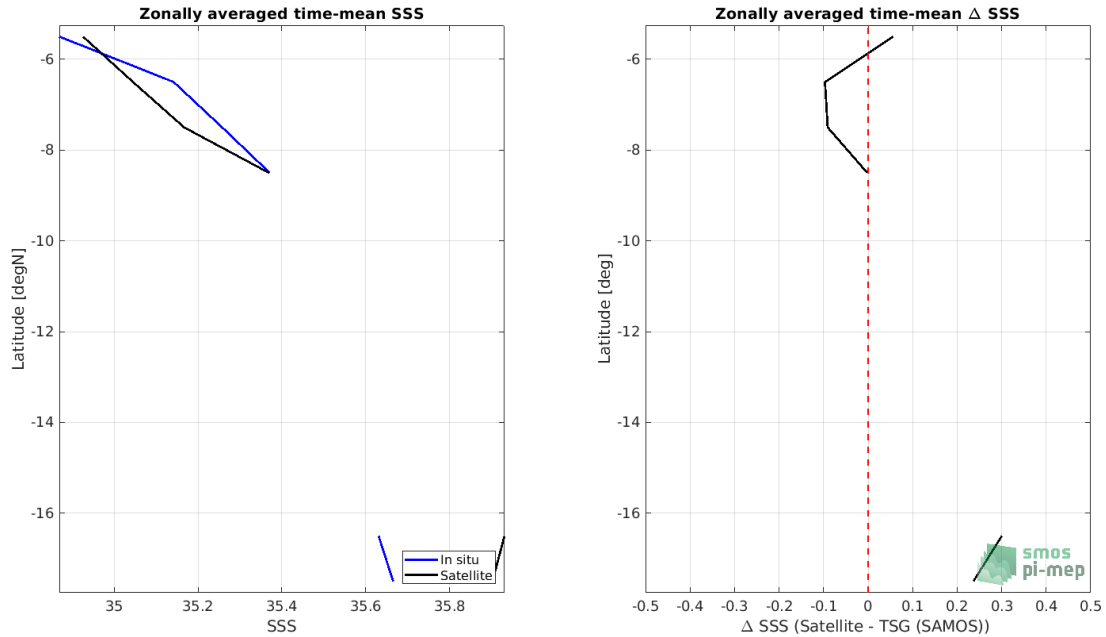 Zonally averaged time-mean SSS
-6
-8
-10
-12
-14
-16
Latitude [degN]
35
35.2
35.4
35.6
35.8
SSS
In situ
Satellite
Zonally averaged time-mean Δ SSS
-6
-8
-10
-12
-14
-16
Latitude [deg]
-0.5
-0.4
-0.3
-0.2
-0.1
0
0.1
0.2
0.3
0.4
0.5
Δ SSS (Satellite - TSG (SAMOS))
smos
pi-mep